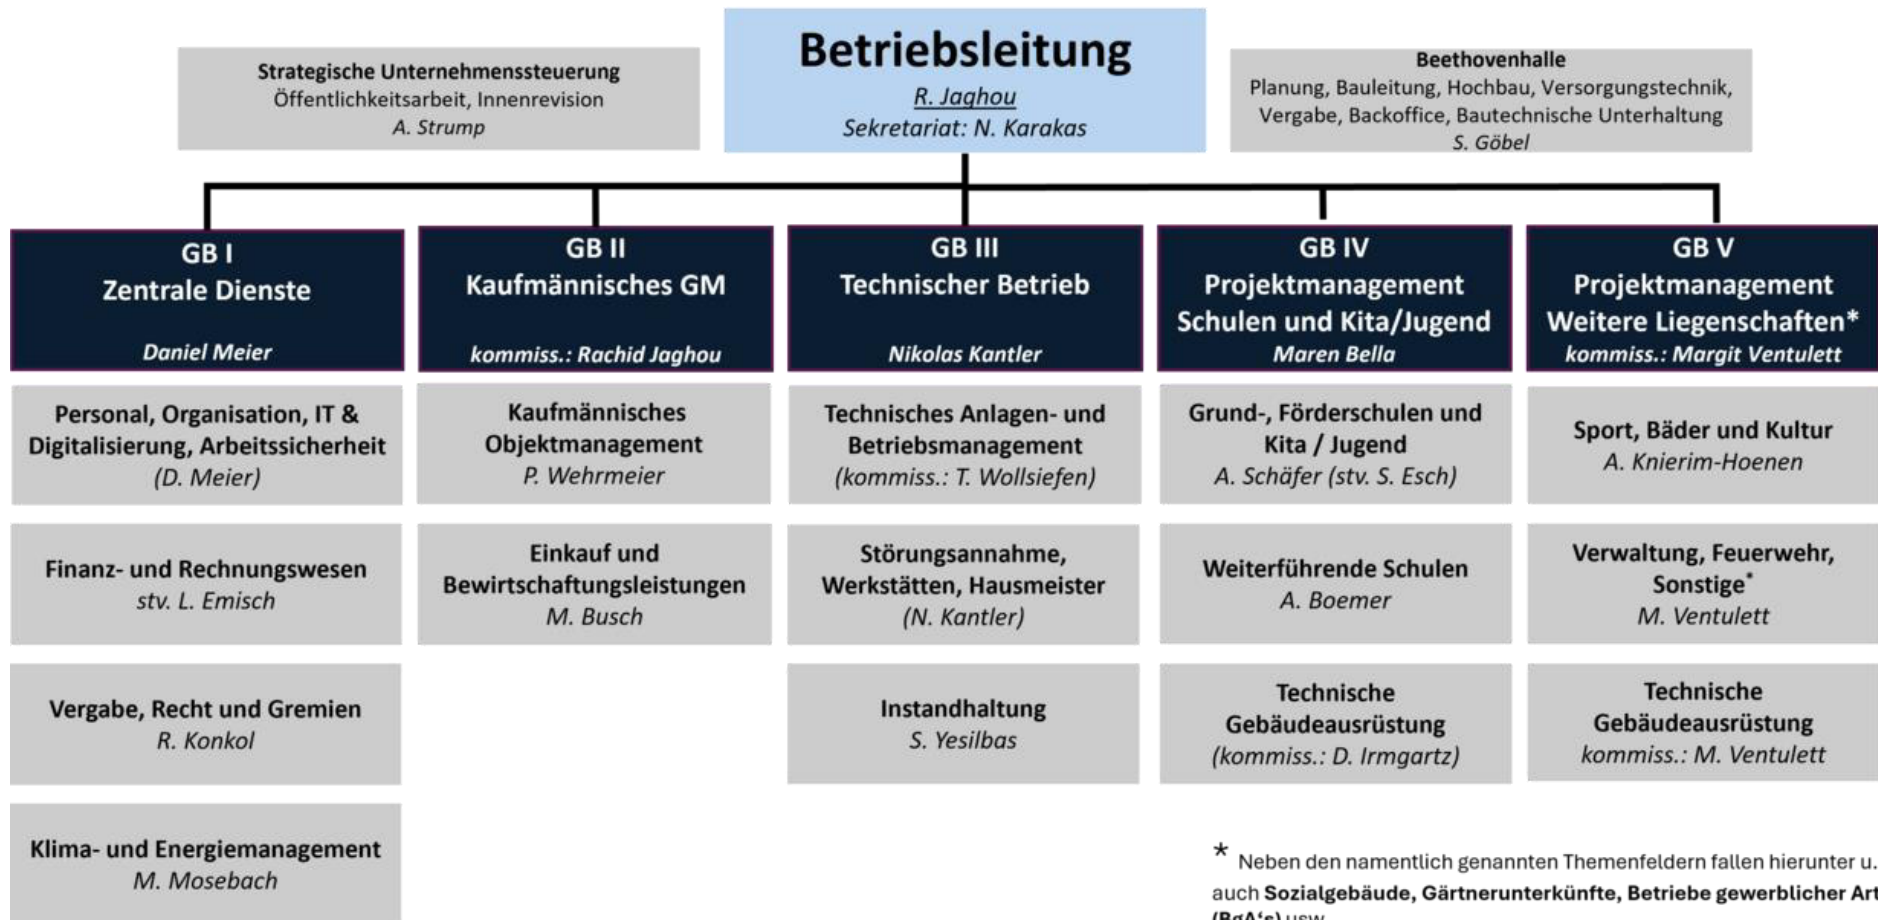 Betriebsleitung
R. Jaghou
Sekretariat: N. Karakas
Strategische Unternehmenssteuerung
Öffentlichkeitsarbeit, Innenrevision
A. Strump
Beethovenhalle
Planung, Bauleitung, Hochbau, Versorgungstechnik,
Vergabe, Backoffice, Bautechnische Unterhaltung
S. Göbel
GB I
Zentrale Dienste
Daniel Meier
Personal, Organisation, IT &
Digitalisierung, Arbeitssicherheit
(D. Meier)
Finanz- und Rechnungswesen
stv. L. Emisch
Vergabe, Recht und Gremien
R. Konkol
Klima- und Energiemanagement
M. Mosebach
GB II
Kaufmännisches GM
kommiss.: Rachid Jaghou
Kaufmännisches
Objektmanagement
P. Wehrmeier
Einkauf und
Bewirtschaftungsleistungen
M. Busch
GB III
Technischer Betrieb
Nikolas Kantler
Technisches Anlagen- und
Betriebsmanagement
(kommiss.: T. Wollsiefen)
Störungsannahme,
Werkstätten, Hausmeister
(N. Kantler)
Instandhaltung
S. Yesilbas
GB IV
Projektmanagement
Schulen und Kita/Jugend
Maren Bella
Grund-, Förderschulen und
Kita / Jugend
A. Schäfer (stv. S. Esch)
Weiterführende Schulen
A. Boemer
Technische
Gebäudeausrüstung
(kommiss.: D. Irmgartz)
GB V
Projektmanagement
Weitere Liegenschaften*
kommiss.: Margit Ventulett
Sport, Bäder und Kultur
A. Knierim-Hoenen
Verwaltung, Feuerwehr,
Sonstige*
M. Ventulett
Technische
Gebäudeausrüstung
kommiss.: M. Ventulett
* Neben den namentlich genannten Themenfeldern fallen hierunter u.
auch Sozialgebäude, Gärtnerunterkünfte, Betriebe gewerblicher Art
(BgA's) usw